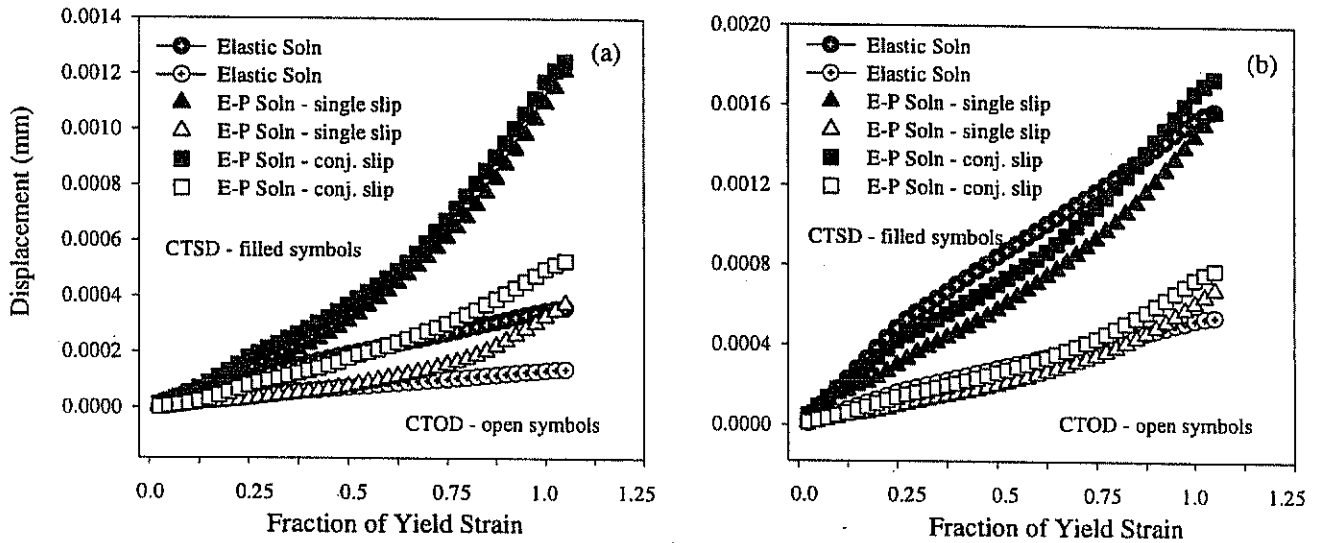 0.0014
0.0012
0.0010
0.0008
0.0006
0.0004
0.0002
0.0000
Displacement (mm)
Elastic Soln
Elastic Soln
E-P Soln - single slip
E-P Soln - single slip
E-P Soln - conj. slip
E-P Soln - conj. slip
(a)
CTSD - filled symbols
CTOD - open symbols
0.0 0.25 0.5 0.75 1.0 1.25
Fraction of Yield Strain
0.0020
0.0016
0.0012
0.0008
0.0004
0.0000
Elastic Soln
Elastic Soln
E-P Soln - single slip
E-P Soln - single slip
E-P Soln - conj. slip
E-P Soln - conj. slip
(b)
CTSD - filled symbols
CTOD - open symbols
0.0 0.25 0.5 0.75 1.0 1.25
Fraction of Yield Strain